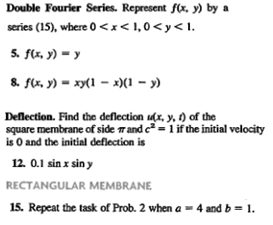 Double Fourier Series. Represent f(x, y) by a
series (15), where 0 < x < 1, 0 < y < 1.
5. f(x, y) = y
8. f(x, y) = xy(1 − x)(1 − y)
Deflection. Find the deflection u(x, y, t) of the
square membrane of side π and c² = 1 if the initial velocity
is 0 and the initial deflection is
12. 0.1 sin x sin y
RECTANGULAR MEMBRANE
15. Repeat the task of Prob. 2 when a = 4 and b = 1.